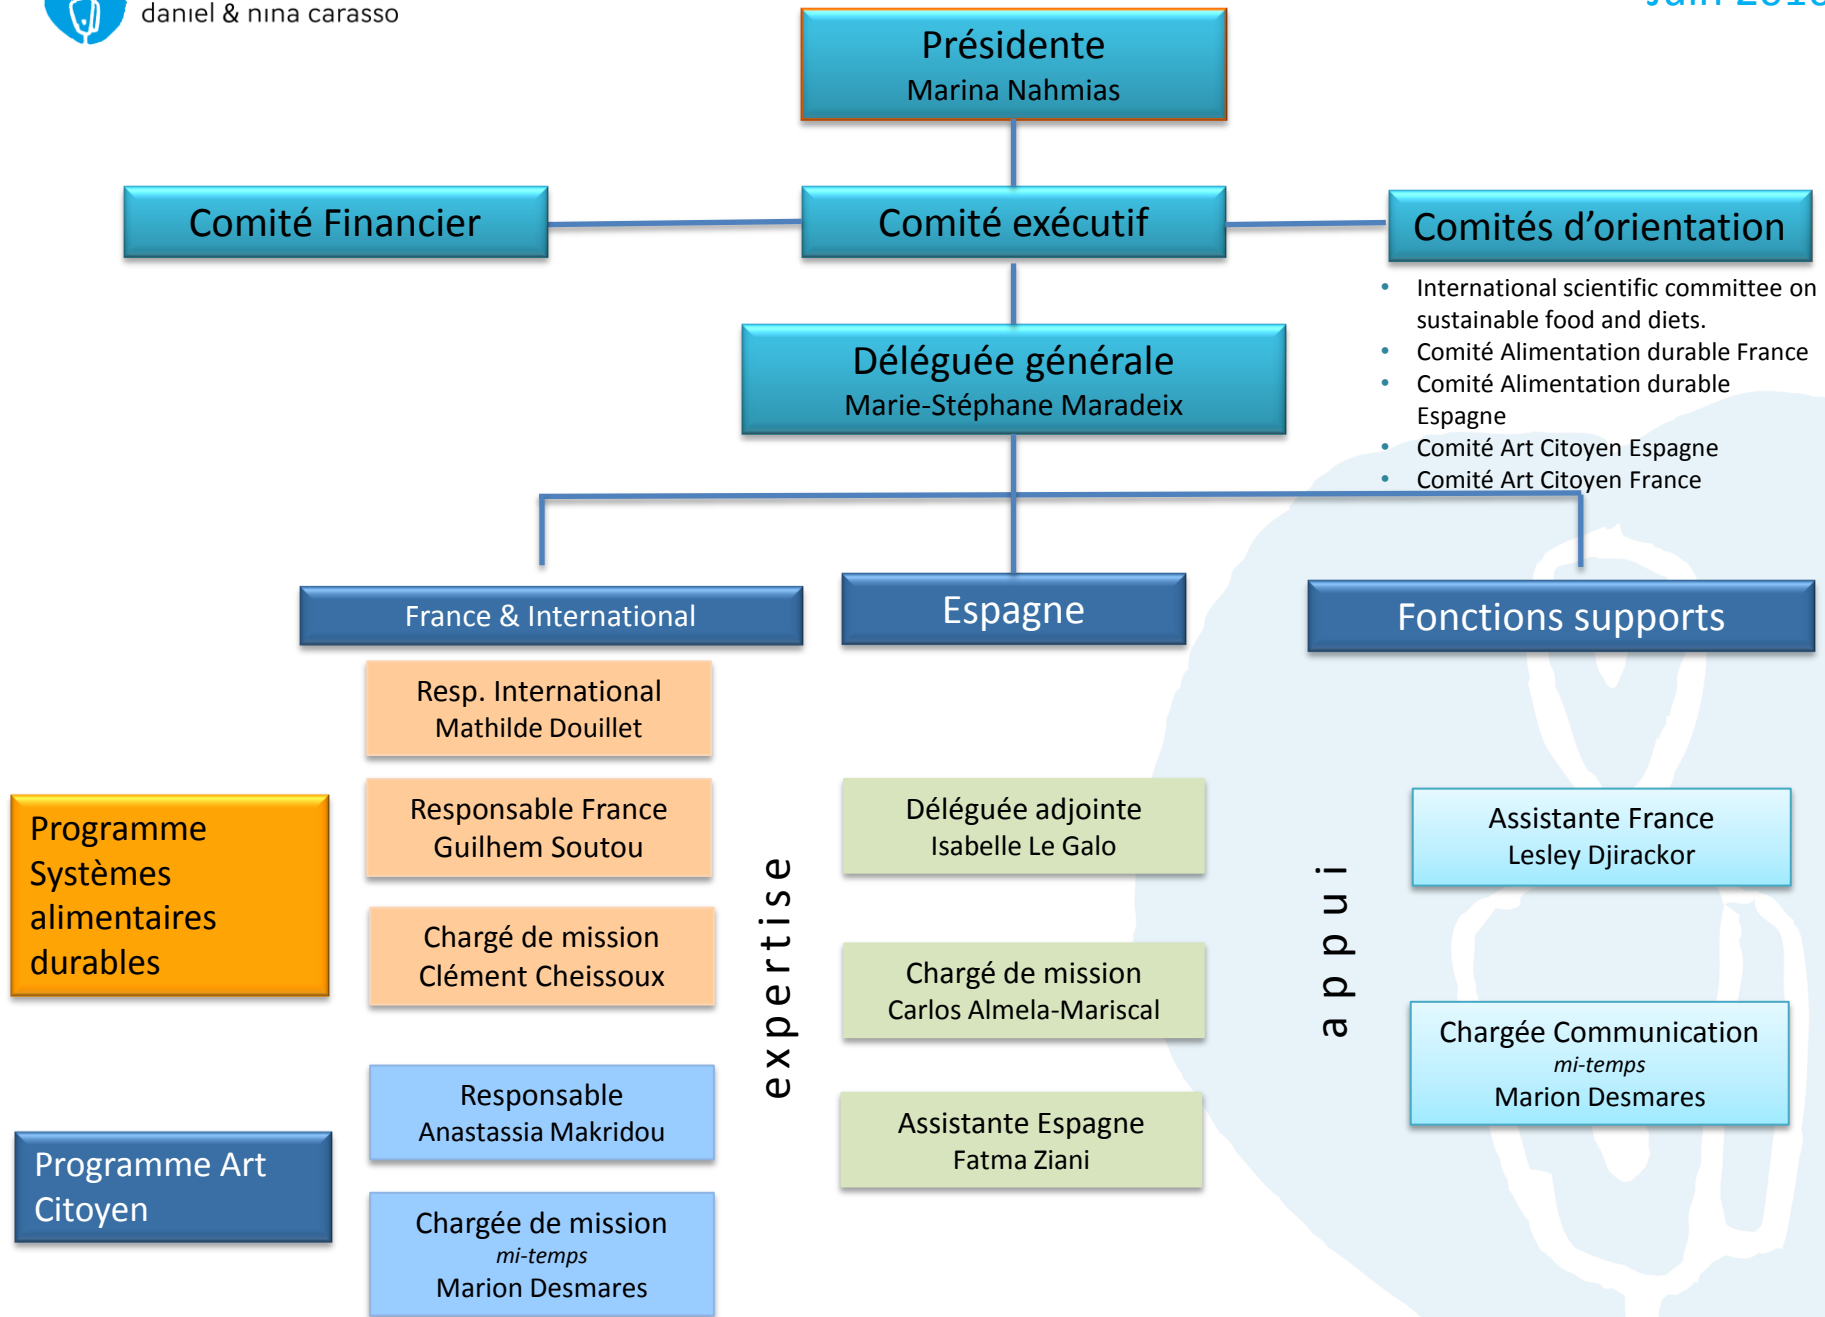 daniel & nina carasso
Présidente
Marina Nahmias
Comité Financier
Comité exécutif
Comités d’orientation
• International scientific committee on
sustainable food and diets.
• Comité Alimentation durable France
• Comité Alimentation durable
Espagne
• Comité Art Citoyen Espagne
• Comité Art Citoyen France
Déléguée générale
Marie-Stéphane Maradeix
France & International
Espagne
Fonctions supports
Programme
Systèmes
alimentaires
durables
Resp. International
Mathilde Douillet
Responsable France
Guilhem Soutou
Chargé de mission
Clément Cheissoux
Programme Art
Citoyen
Responsable
Anastassia Makridou
Chargée de mission
mi-temps
Marion Desmares
expertise
Déléguée adjointe
Isabelle Le Galo
Chargé de mission
Carlos Almela-Mariscal
Assistante Espagne
Fatma Ziani
appui
Assistante France
Lesley Djirackor
Chargée Communication
mi-temps
Marion Desmares